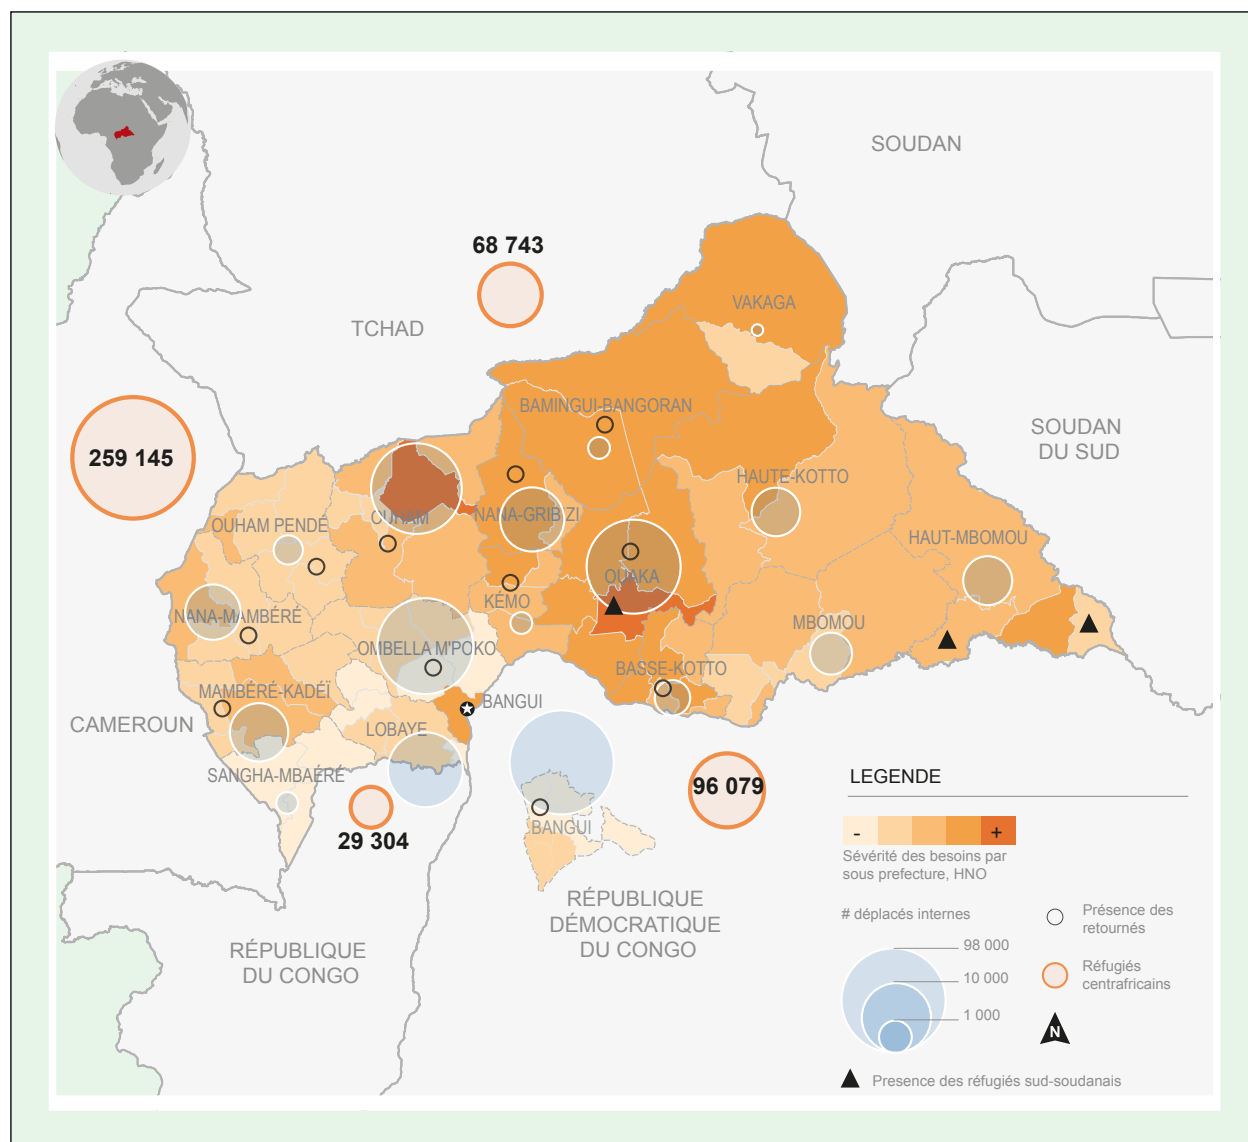 SOUDAN
68 743
VAKAGA
TCHAD
BAMINGUI-BANGORAN
SOUDAN
DU SUD
259 145
HAUTE-KOTTO
OUHAM PENDÉ
OUHAM
NANA-GRIBIZI
HAUT-MBOMOU
OUAKA
KÉMO
NANA-MAMBÉRÉ
MBOMOU
OMBELLA M'POKO
BASSE-KOTTO
MAMBÉRÉ-KADÉÏ
BANGUI
CAMEROUN
LOBAYE
SANGHA-MBAÉRÉ
96 079
29 304
BANGUI
RÉPUBLIQUE
DÉMOCRATIQUE
DU CONGO
RÉPUBLIQUE
DU CONGO
LEGENDE
- +
Sévérité des besoins par
sous prefecture, HNO
# déplacés internes
98 000
10 000
1 000
Présence des
retournés
Réfugiés
centrafricains
N
Presence des réfugiés sud-soudanais